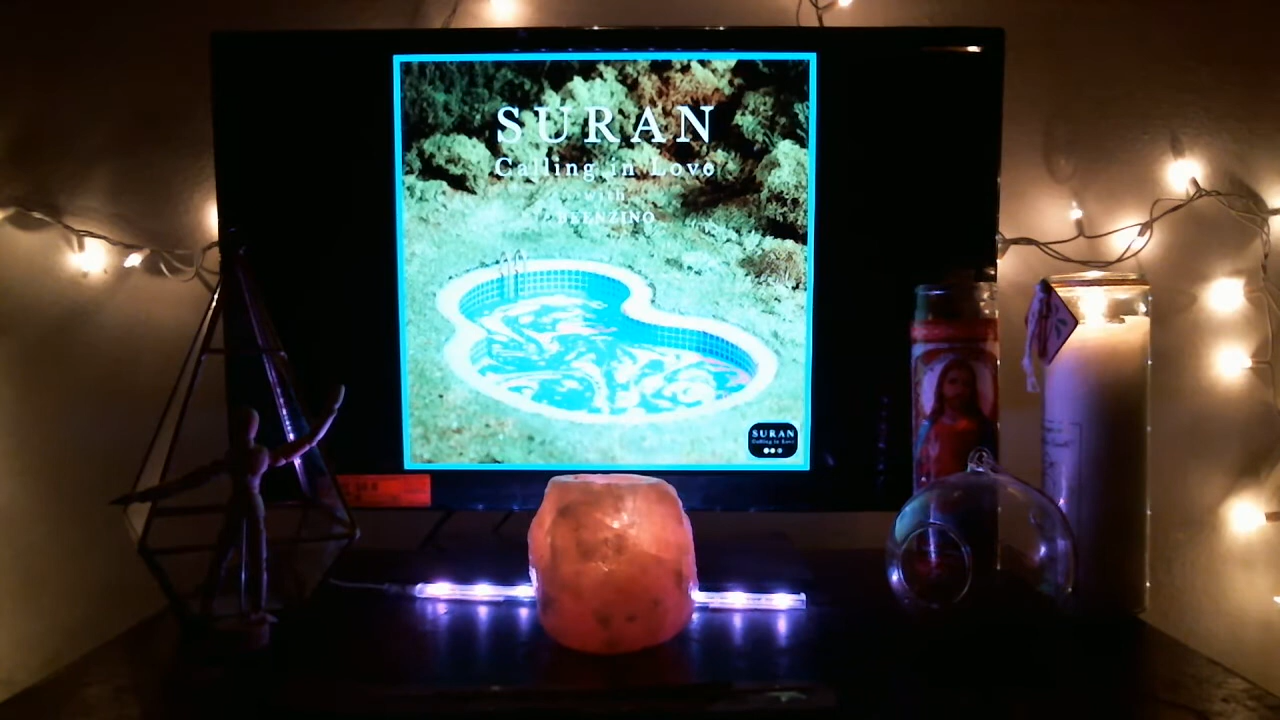 SURAN
Calling in Love
with
BEENZINO
SURAN
Calling in Love